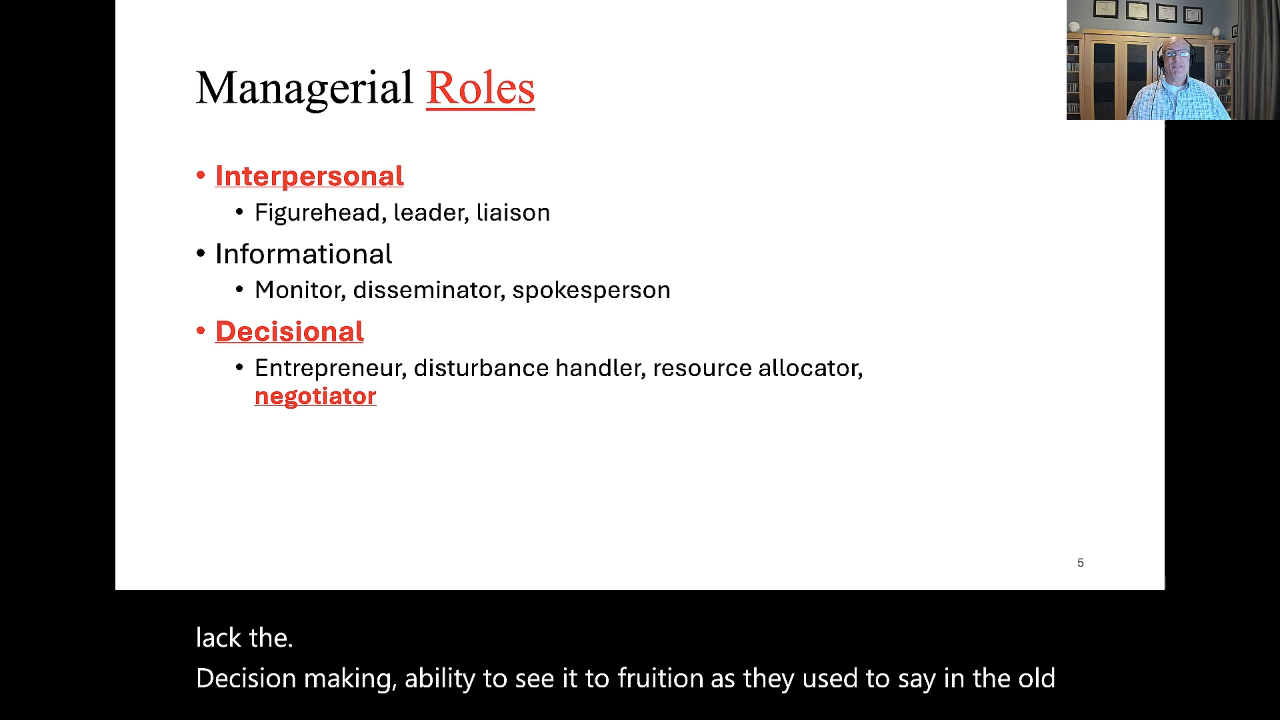 Managerial Roles
• Interpersonal
• Figurehead, leader, liaison
• Informational
• Monitor, disseminator, spokesperson
• Decisional
• Entrepreneur, disturbance handler, resource allocator,
negotiator
5
lack the.
Decision making, ability to see it to fruition as they used to say in the old